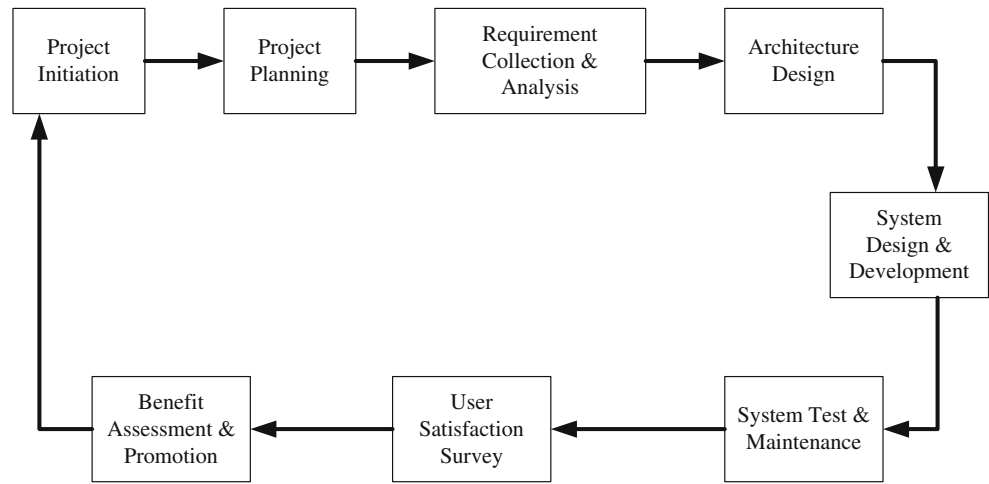 Project
Initiation
Project
Planning
Requirement
Collection &
Analysis
Architecture
Design
System
Design &
Development
System Test &
Maintenance
User
Satisfaction
Survey
Benefit
Assessment &
Promotion